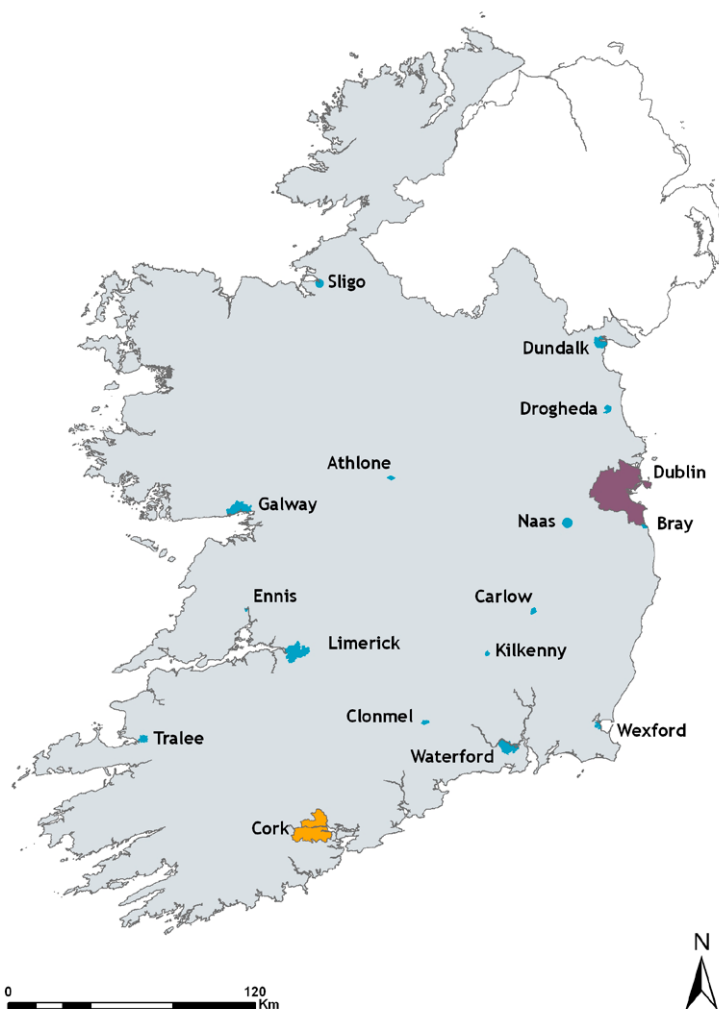 Sligo
Dundalk
Drogheda
Athlone
Dublin
Galway
Naas
Bray
Ennis
Carlow
Limerick
Kilkenny
Clonmel
Wexford
Tralee
Waterford
Cork
N
0 120
Km